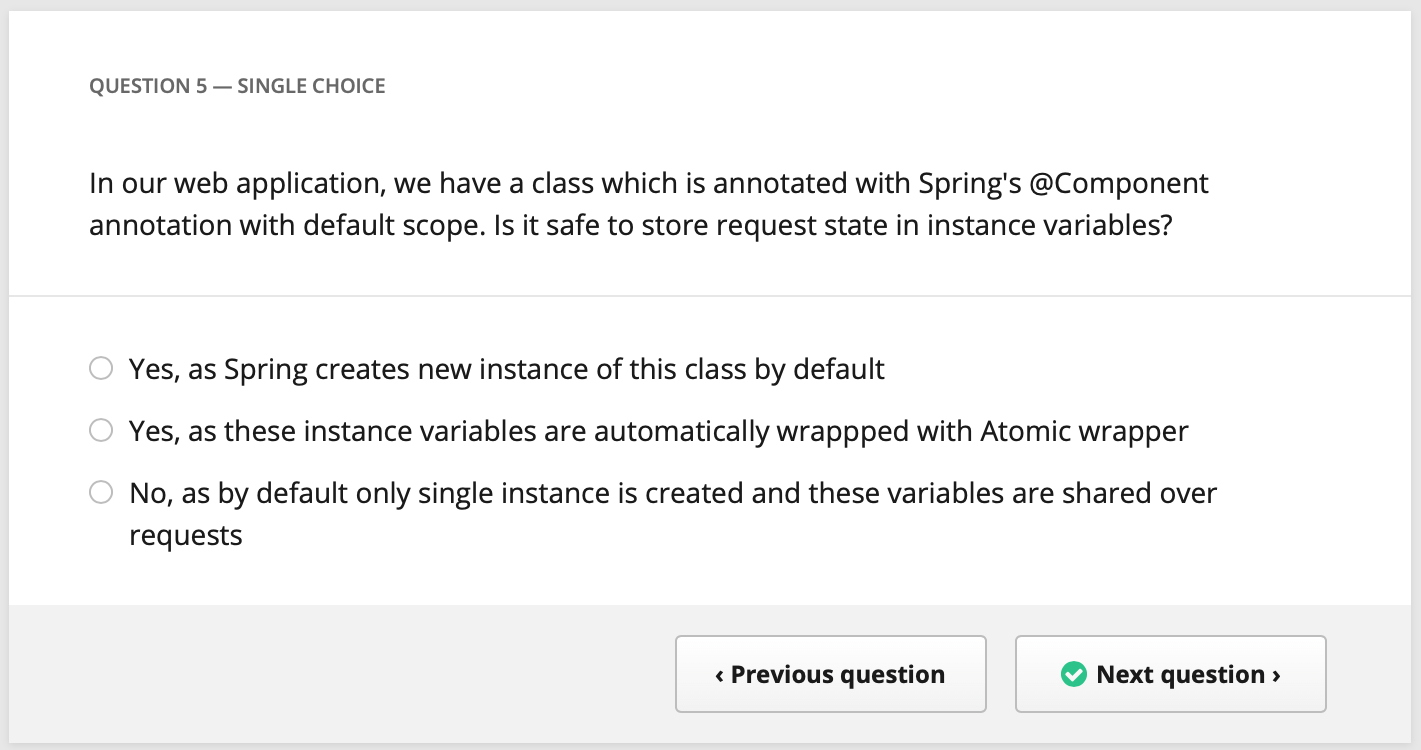 QUESTION 5 — SINGLE CHOICE
In our web application, we have a class which is annotated with Spring's @Component
annotation with default scope. Is it safe to store request state in instance variables?
Yes, as Spring creates new instance of this class by default
Yes, as these instance variables are automatically wrappped with Atomic wrapper
No, as by default only single instance is created and these variables are shared over
requests
‹ Previous question
Next question ›